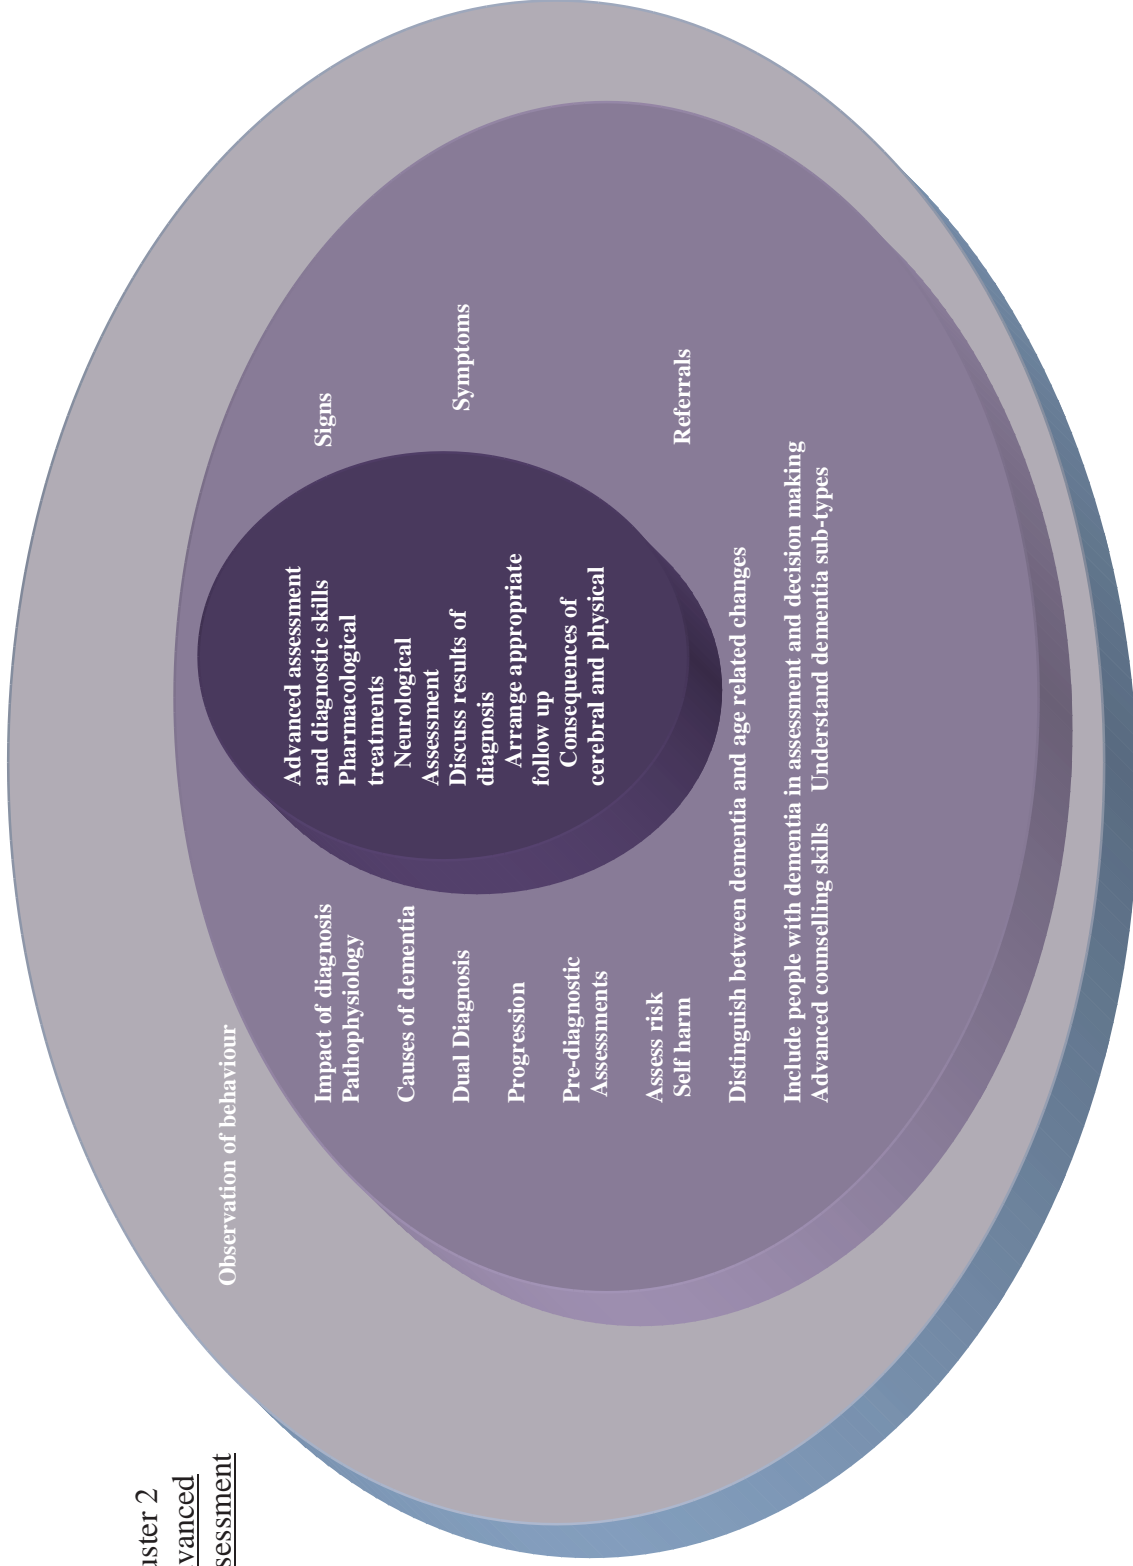 uster 2
vanced
sessment
Observation of behaviour
Advanced assessment
and diagnostic skills
Pharmacological
treatments
Neurological
Assessment
Discuss results of
diagnosis
Arrange appropriate
follow up
Consequences of
cerebral and physical
Impact of diagnosis
Pathophysiology
Causes of dementia
Dual Diagnosis
Progression
Pre-diagnostic
Assessments
Assess risk
Self harm
Signs
Symptoms
Referrals
Distinguish between dementia and age related changes
Include people with dementia in assessment and decision making
Advanced counselling skills Understand dementia sub-types